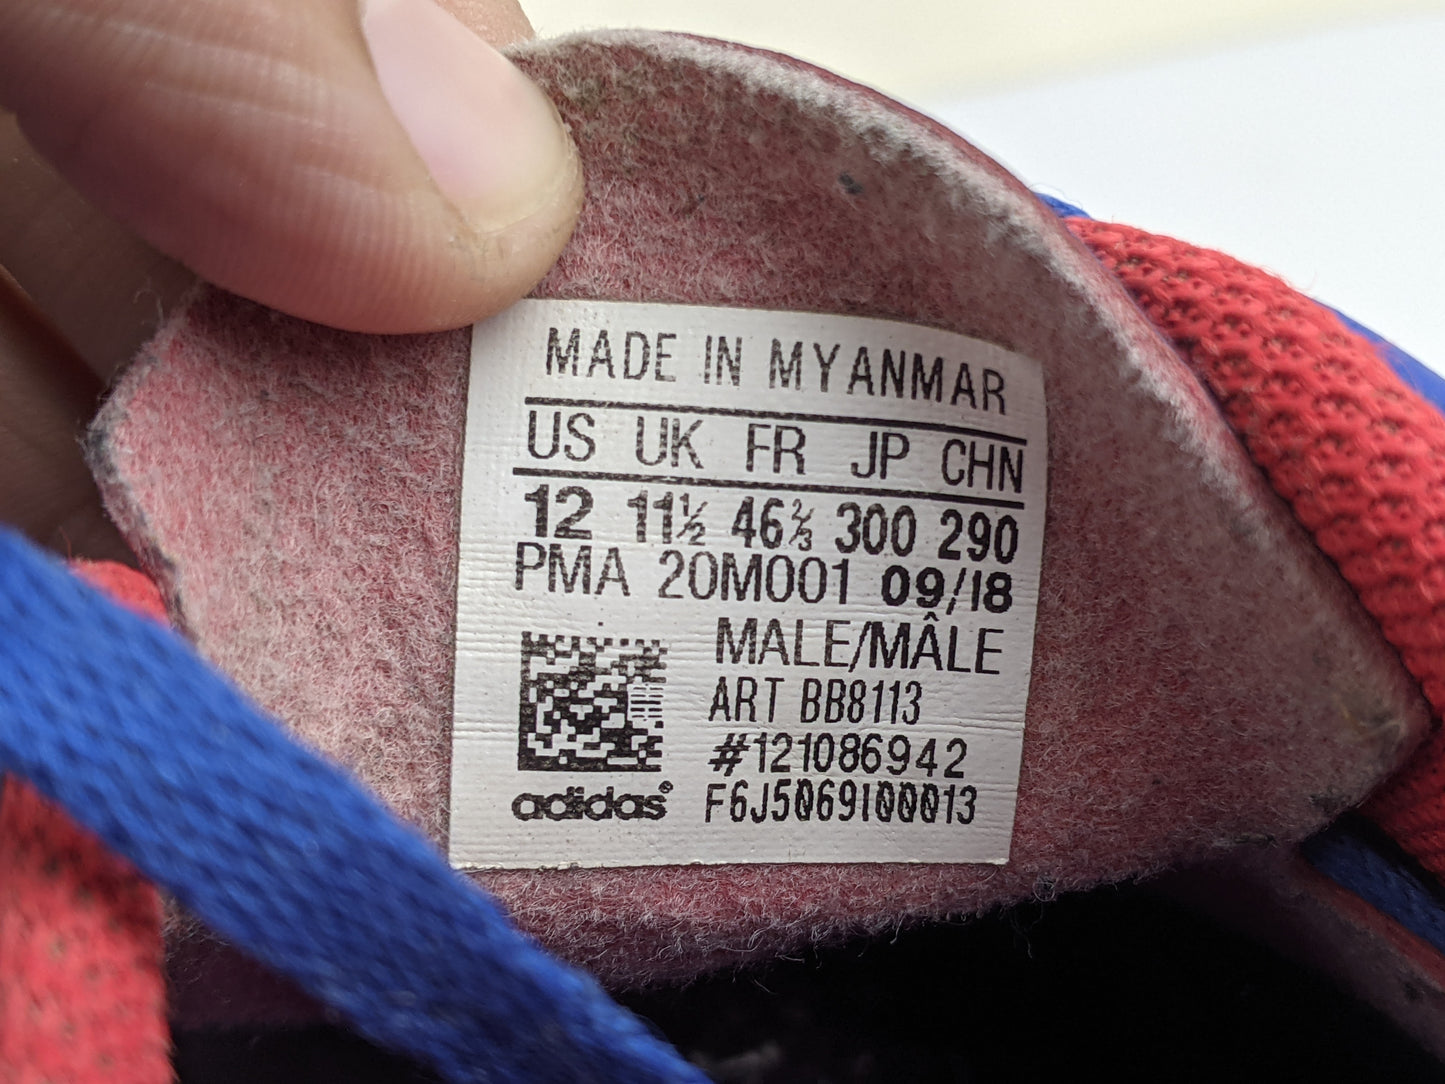 MADE IN MYANMAR
US UK FR JP CHN
12 11½ 46⅔ 300 290
PMA 20M001 09/18
MALE/MÂLE
ART BB8113
#121086942
adidas® F6J5069I00013